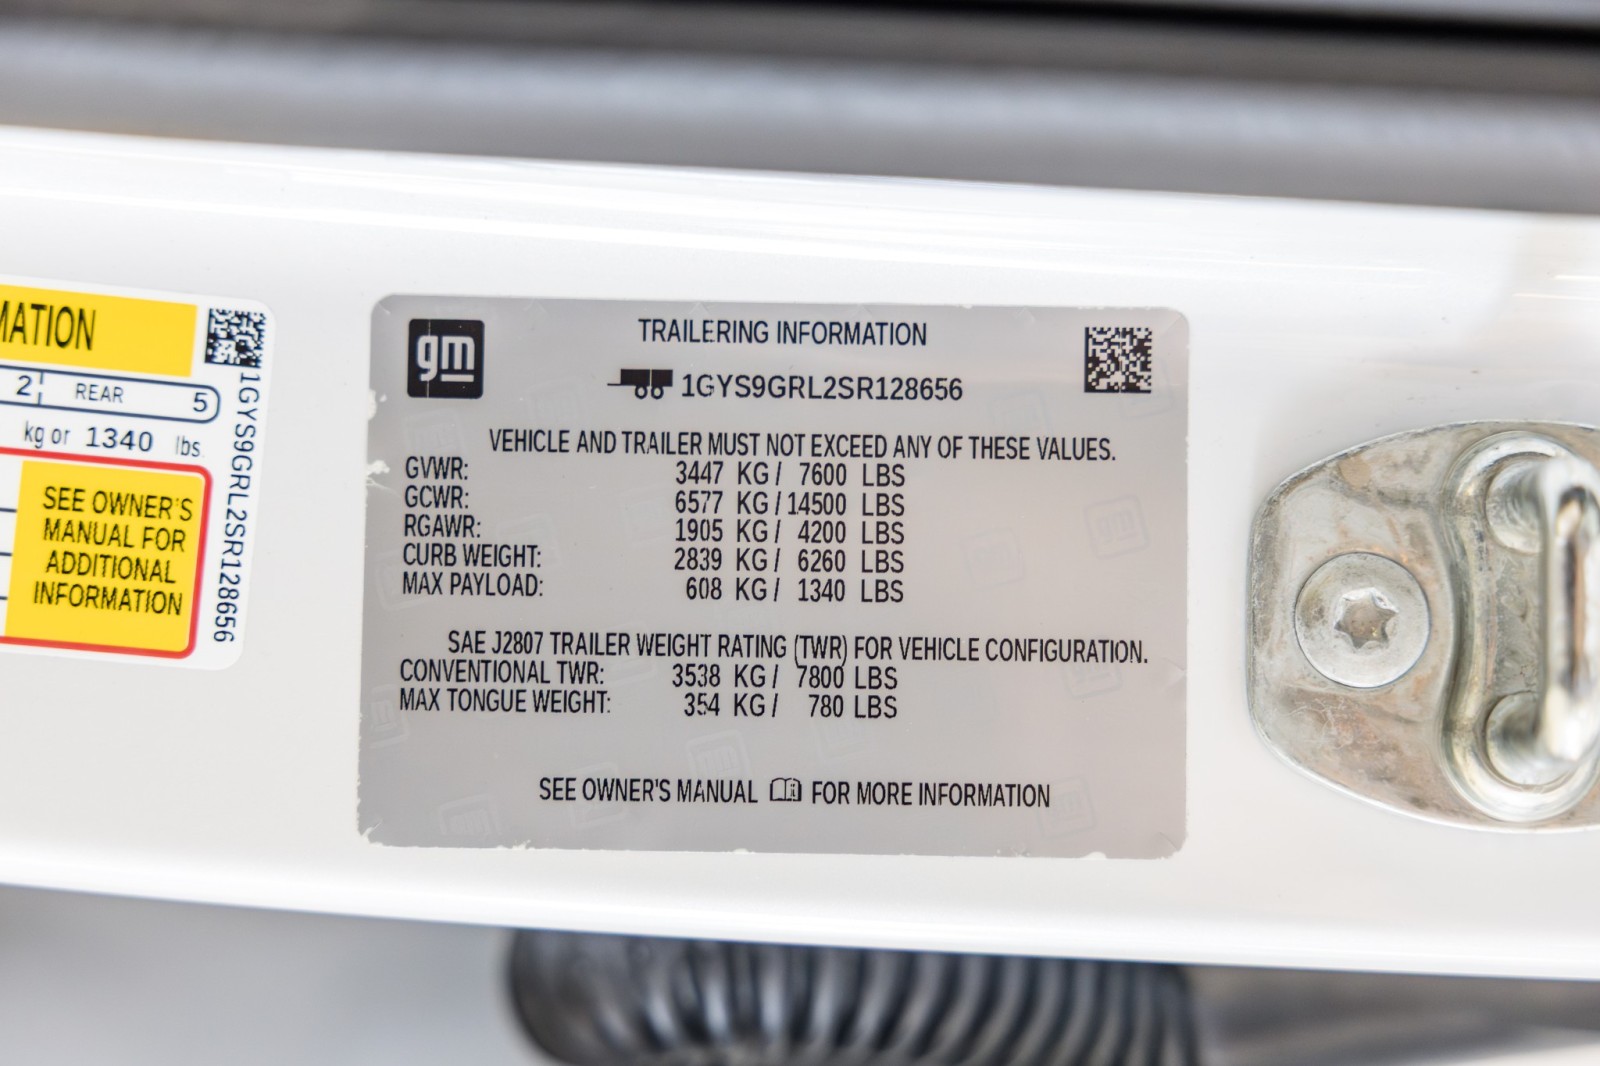 MATION
2 REAR 5
kg or 1340 lbs.
SEE OWNER'S
MANUAL FOR
ADDITIONAL
INFORMATION
1GYS9GRL2SR128656
gm
TRAILERING INFORMATION
1GYS9GRL2SR128656
VEHICLE AND TRAILER MUST NOT EXCEED ANY OF THESE VALUES.
GVWR: 3447 KG / 7600 LBS
GCWR: 6577 KG / 14500 LBS
RGAWR: 1905 KG / 4200 LBS
CURB WEIGHT: 2839 KG / 6260 LBS
MAX PAYLOAD: 608 KG / 1340 LBS
SAE J2807 TRAILER WEIGHT RATING (TWR) FOR VEHICLE CONFIGURATION.
CONVENTIONAL TWR: 3538 KG / 7800 LBS
MAX TONGUE WEIGHT: 354 KG / 780 LBS
SEE OWNER'S MANUAL FOR MORE INFORMATION